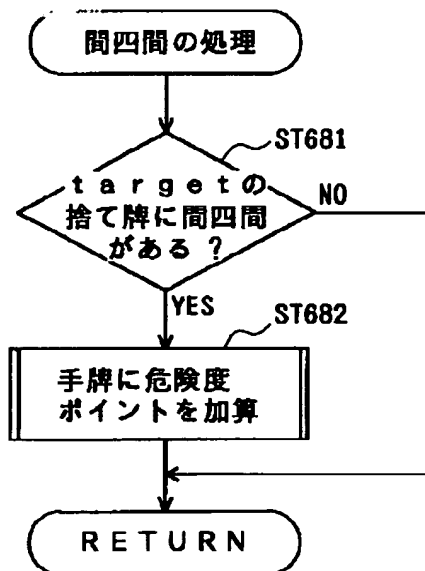 間四間の処理
ST681
targetの
捨て牌に間四間
がある?
NO
YES
ST682
手牌に危険度
ポイントを加算
RETURN